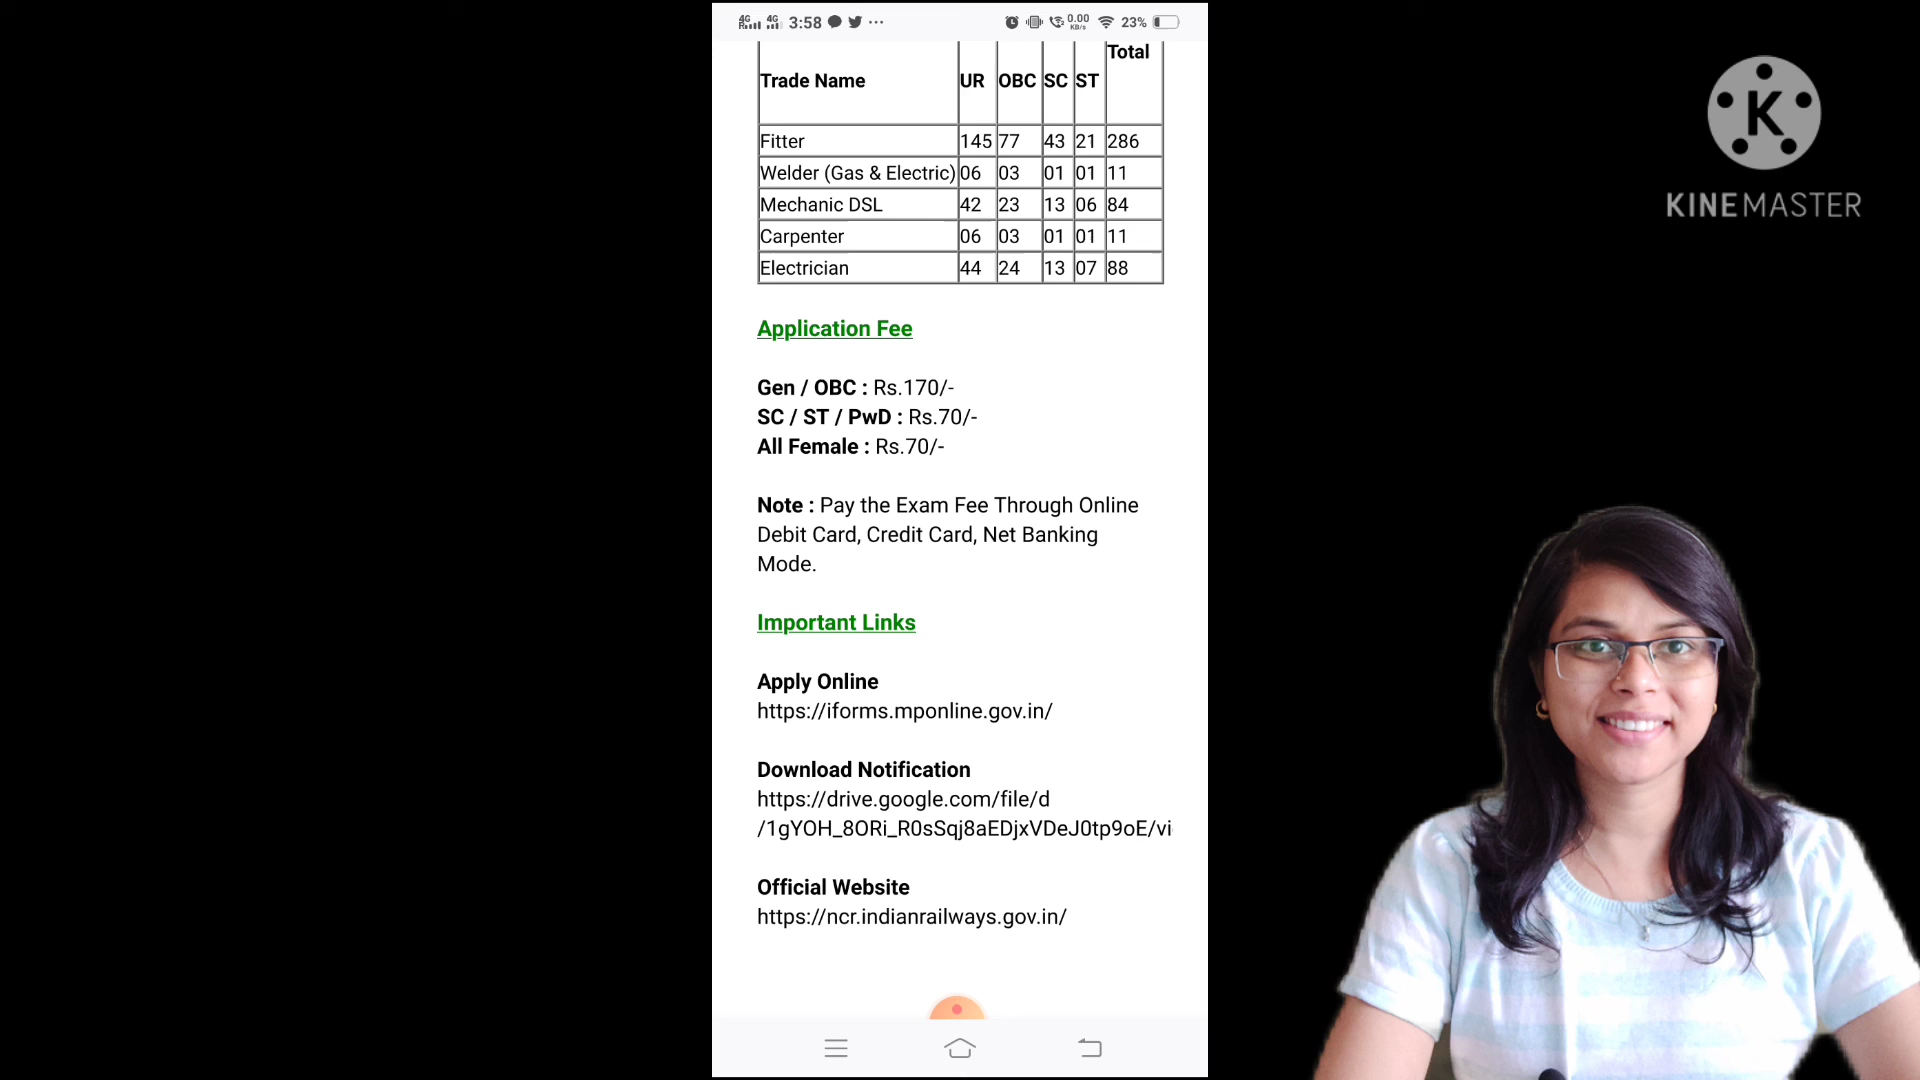 4G R 4G 3:58 ... 0.00 KB/s 23%
Total
Trade Name UR OBC SC ST
Fitter 145 77 43 21 286
Welder (Gas & Electric) 06 03 01 01 11
Mechanic DSL 42 23 13 06 84
Carpenter 06 03 01 01 11
Electrician 44 24 13 07 88
Application Fee
Gen / OBC : Rs.170/-
SC / ST / PwD : Rs.70/-
All Female : Rs.70/-
Note : Pay the Exam Fee Through Online
Debit Card, Credit Card, Net Banking
Mode.
Important Links
Apply Online
https://iforms.mponline.gov.in/
Download Notification
https://drive.google.com/file/d
/1gYOH_8ORi_R0sSqj8aEDjxVDeJ0tp9oE/vi
Official Website
https://ncr.indianrailways.gov.in/
K
KINEMASTER